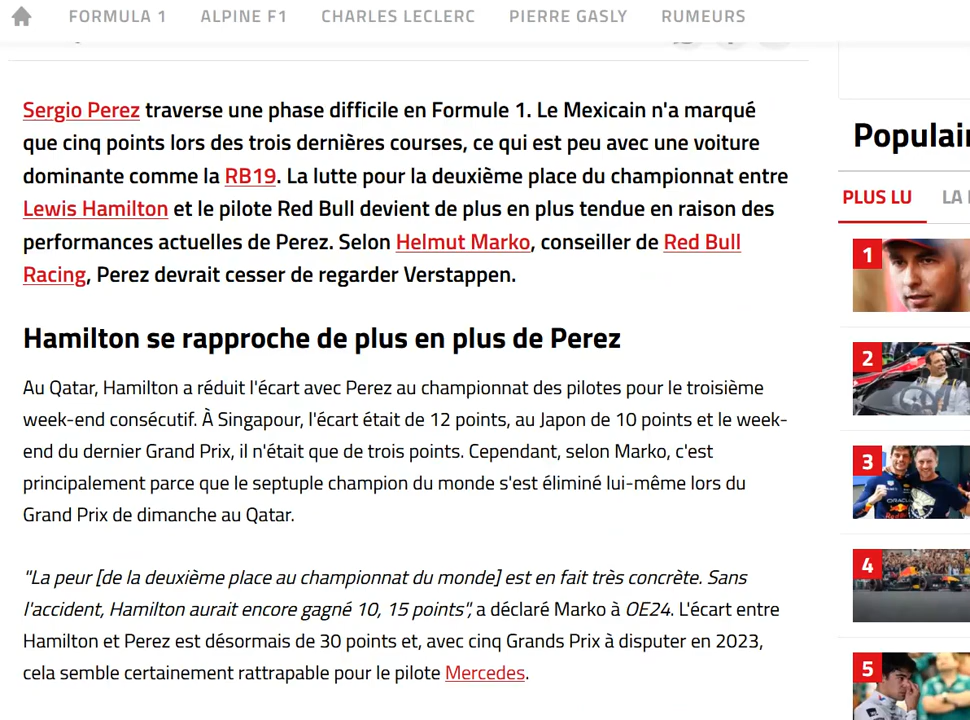 FORMULA 1 ALPINE F1 CHARLES LECLERC PIERRE GASLY RUMEURS
Sergio Perez traverse une phase difficile en Formule 1. Le Mexicain n'a marqué
que cinq points lors des trois dernières courses, ce qui est peu avec une voiture
dominante comme la RB19. La lutte pour la deuxième place du championnat entre
Lewis Hamilton et le pilote Red Bull devient de plus en plus tendue en raison des
performances actuelles de Perez. Selon Helmut Marko, conseiller de Red Bull
Racing, Perez devrait cesser de regarder Verstappen.
Hamilton se rapproche de plus en plus de Perez
Au Qatar, Hamilton a réduit l'écart avec Perez au championnat des pilotes pour le troisième
week-end consécutif. À Singapour, l'écart était de 12 points, au Japon de 10 points et le week-
end du dernier Grand Prix, il n'était que de trois points. Cependant, selon Marko, c'est
principalement parce que le septuple champion du monde s'est éliminé lui-même lors du
Grand Prix de dimanche au Qatar.
"La peur [de la deuxième place au championnat du monde] est en fait très concrète. Sans
l'accident, Hamilton aurait encore gagné 10, 15 points", a déclaré Marko à OE24. L'écart entre
Hamilton et Perez est désormais de 30 points et, avec cinq Grands Prix à disputer en 2023,
cela semble certainement rattrapable pour le pilote Mercedes.
Populai
PLUS LU LA
1
2
3
4
5